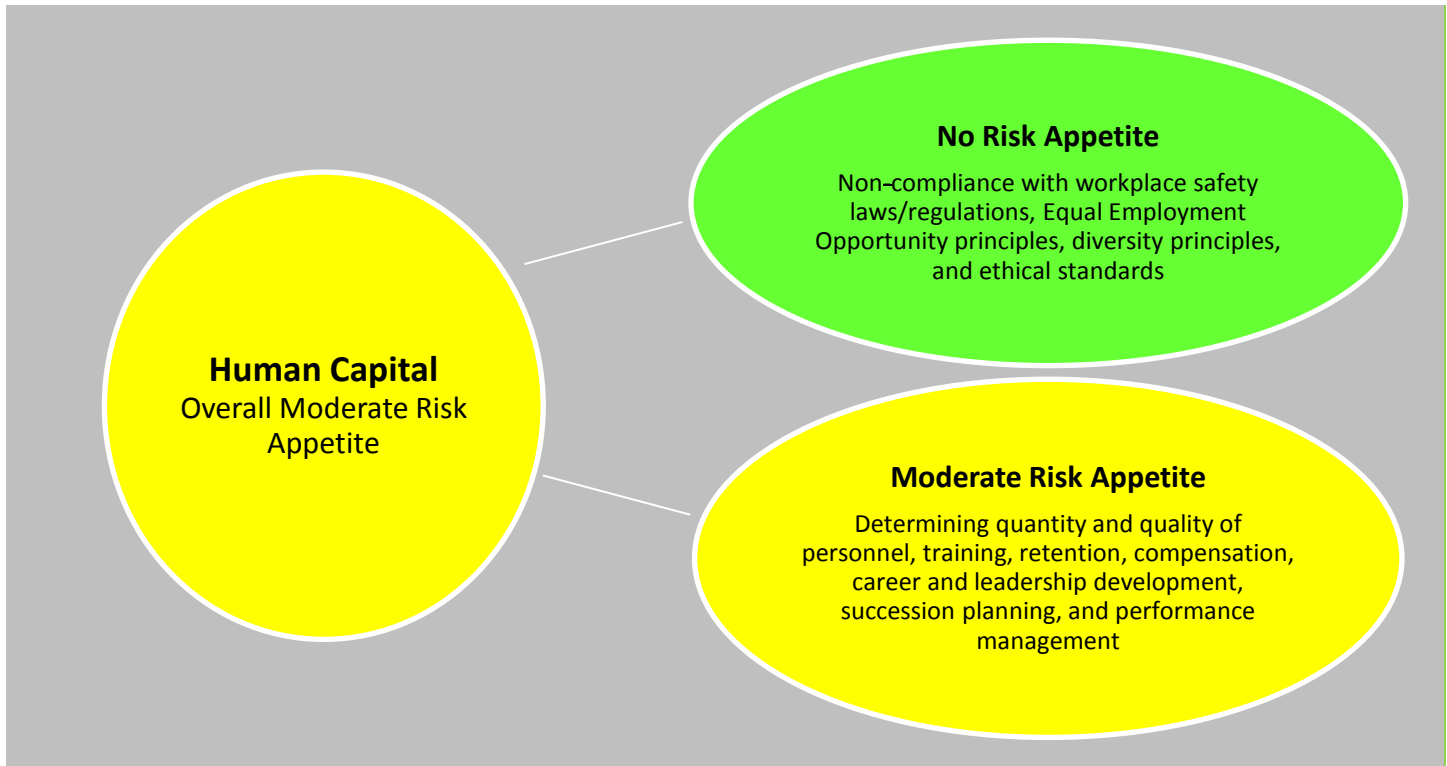 Human Capital
Overall Moderate Risk
Appetite
No Risk Appetite
Non-compliance with workplace safety
laws/regulations, Equal Employment
Opportunity principles, diversity principles,
and ethical standards
Moderate Risk Appetite
Determining quantity and quality of
personnel, training, retention, compensation,
career and leadership development,
succession planning, and performance
management